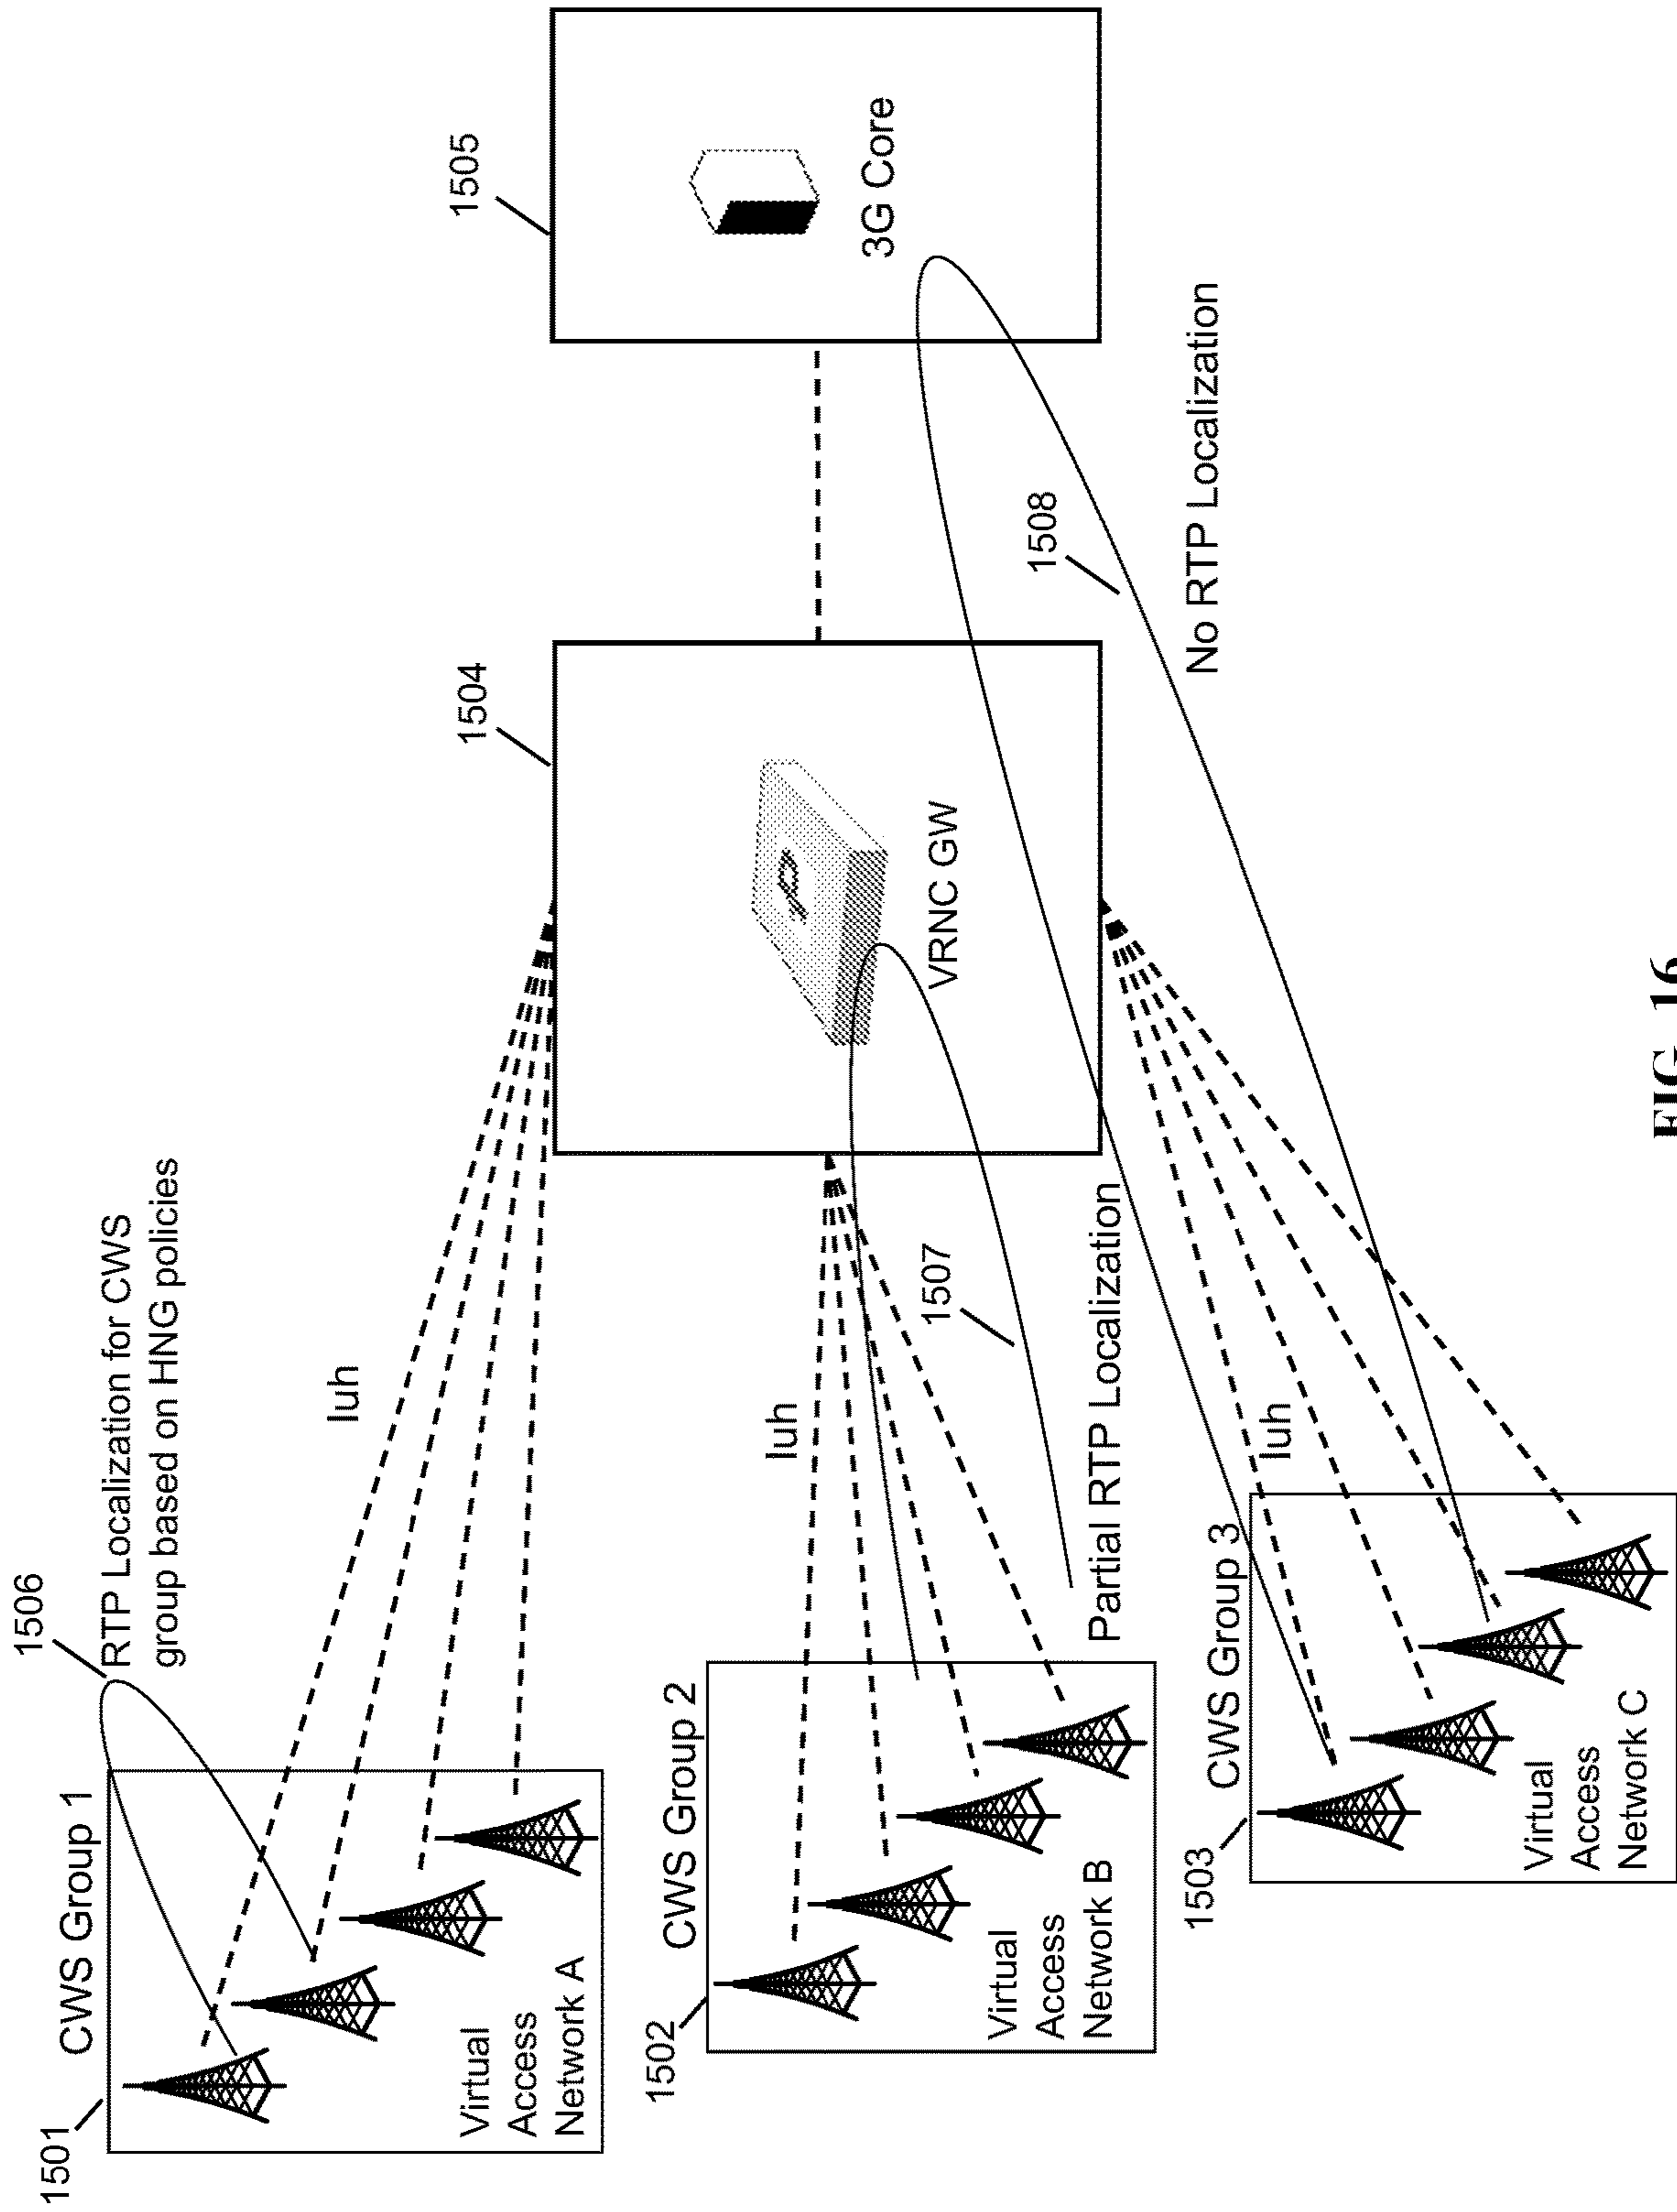 1501
CWS Group 1
Virtual
Access
Network A
1506
RTP Localization for CWS
group based on HNG policies
Iuh
1502
CWS Group 2
Virtual
Access
Network B
Iuh
1507
Partial RTP Localization
1503
CWS Group 3
Virtual
Access
Network C
Iuh
1504
VRNC GW
1508
No RTP Localization
1505
3G Core
FIG. 16